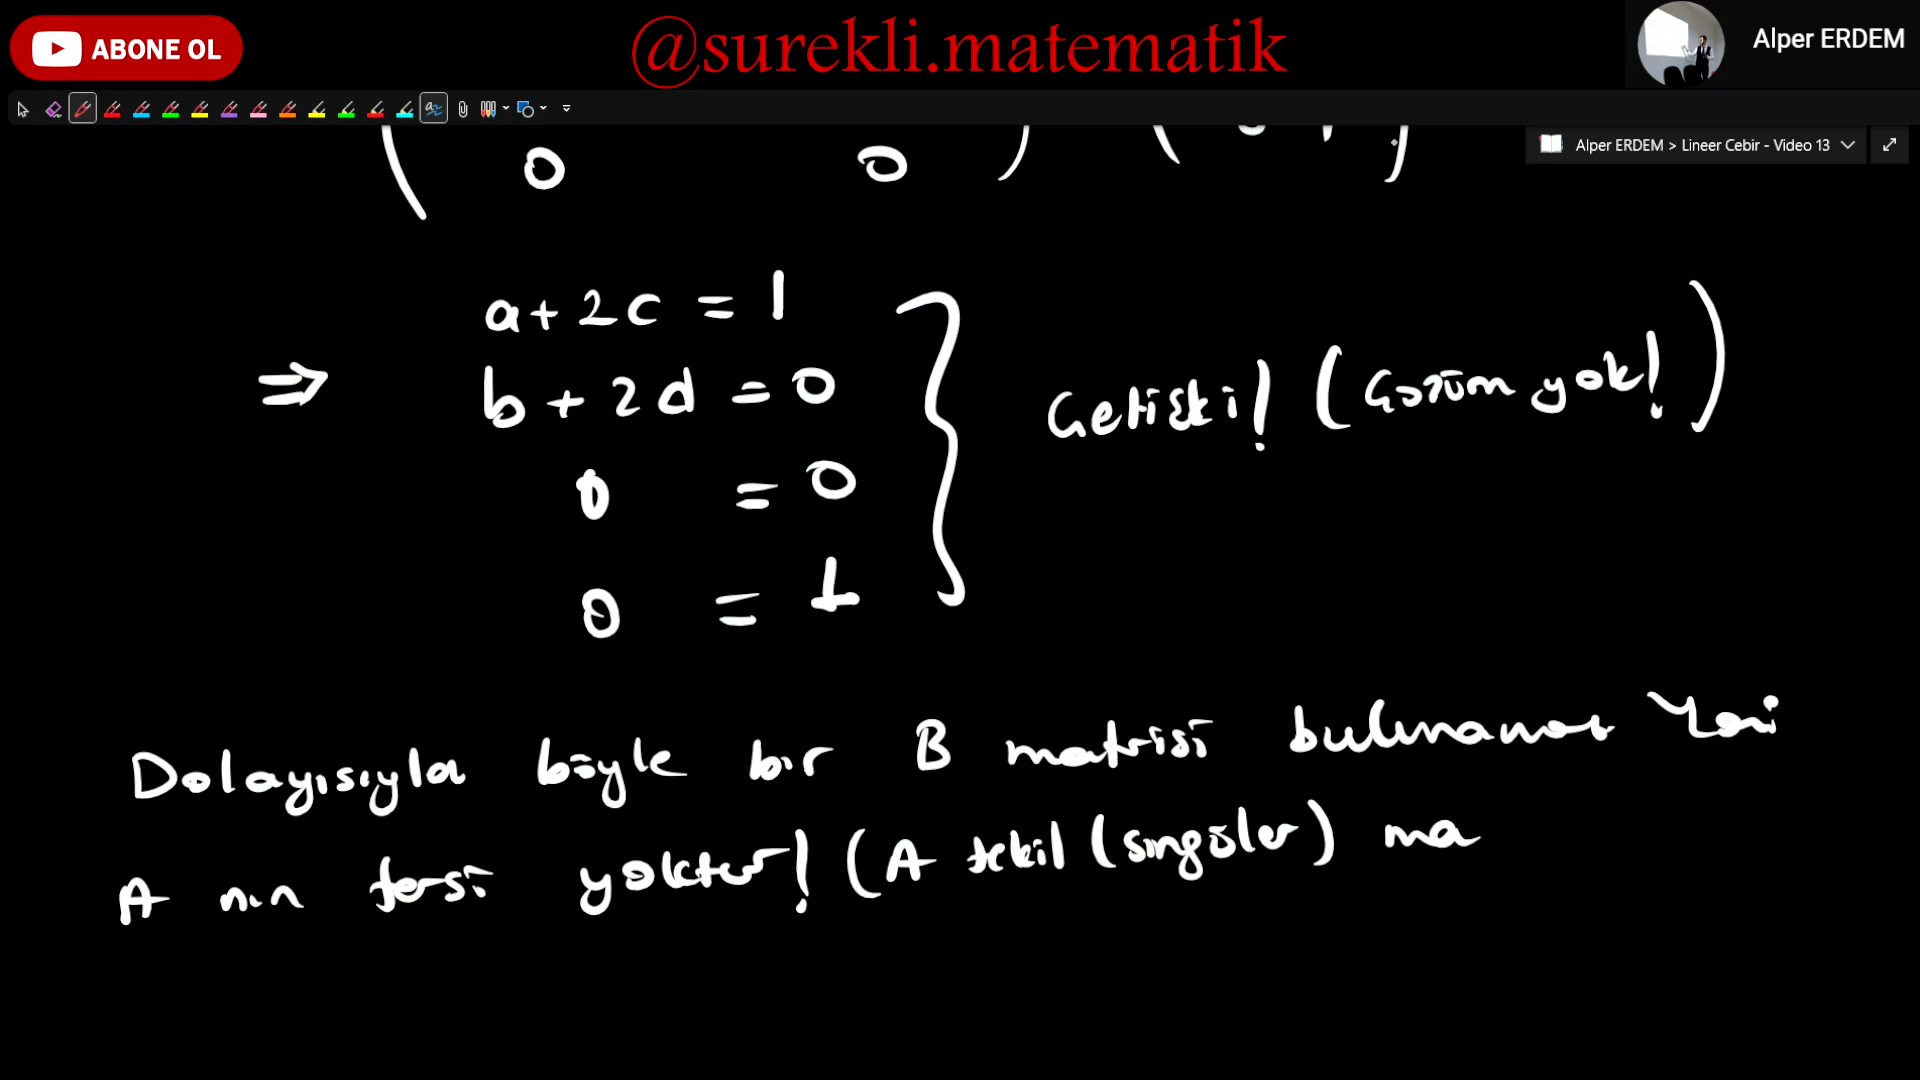 ABONE OL
@surekli.matematik
Alper ERDEM
Alper ERDEM > Lineer Cebir - Video 13
0 0
a+2c = 1
⇒ b+2d = 0
0 = 0
0 = 1
Çelişki! (Çözüm yok!)
Dolayısıyla böyle bir B matrisi bulunamaz Yani
A nın tersi yoktur! (A tekil (singüler) ma